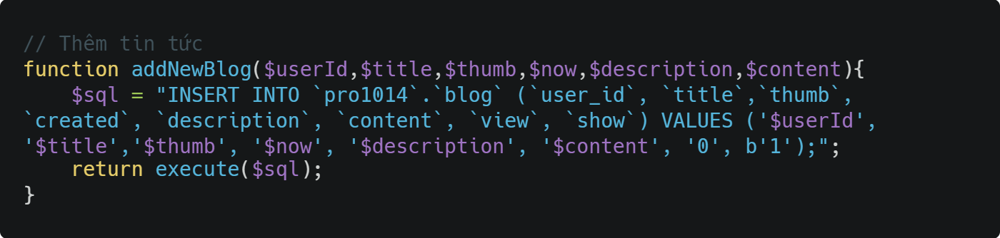 // Thêm tin tức
function addNewBlog($userId,$title,$thumb,$now,$description,$content){
    $sql = "INSERT INTO `pro1014`.`blog` (`user_id`, `title`,`thumb`,
`created`, `description`, `content`, `view`, `show`) VALUES ('$userId',
'$title','$thumb', '$now', '$description', '$content', '0', b'1');";
    return execute($sql);
}